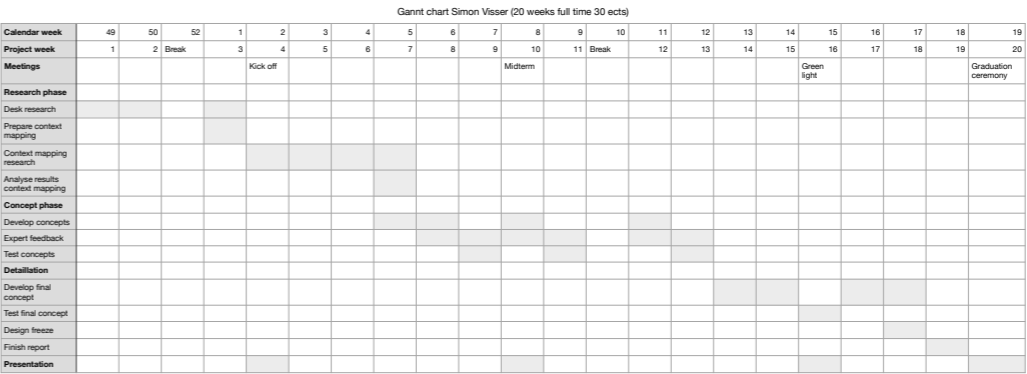 Gannt chart Simon Visser (20 weeks full time 30 ects)
Calendar week 49 50 52 1 2 3 4 5 6 7 8 9 10 11 12 13 14 15 16 17 18 19
Project week 1 2 Break 3 4 5 6 7 8 9 10 11 Break 12 13 14 15 16 17 18 19 20
Meetings Kick off Midterm Green Graduation
light ceremony
Research phase
Desk research
Prepare context
mapping
Context mapping
research
Analyse results
context mapping
Concept phase
Develop concepts
Expert feedback
Test concepts
Detaillation
Develop final
concept
Test final concept
Design freeze
Finish report
Presentation